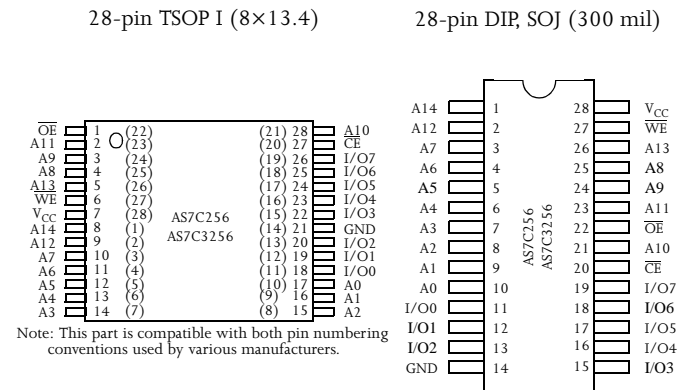 28-pin TSOP I (8×13.4)
28-pin DIP, SOJ (300 mil)
OE 1 (22) (21) 28 A10
A11 2 (23) (20) 27 CE
A9 3 (24) (19) 26 I/O7
A8 4 (25) (18) 25 I/O6
A13 5 (26) (17) 24 I/O5
WE 6 (27) (16) 23 I/O4
VCC 7 (28) (15) 22 I/O3
A14 8 (1) (14) 21 GND
A12 9 (2) (13) 20 I/O2
A7 10 (3) (12) 19 I/O1
A6 11 (4) (11) 18 I/O0
A5 12 (5) (10) 17 A0
A4 13 (6) (9) 16 A1
A3 14 (7) (8) 15 A2
AS7C256
AS7C3256
Note: This part is compatible with both pin numbering
conventions used by various manufacturers.
A14 1 28 VCC
A12 2 27 WE
A7 3 26 A13
A6 4 25 A8
A5 5 24 A9
A4 6 23 A11
A3 7 22 OE
A2 8 21 A10
A1 9 20 CE
A0 10 19 I/O7
I/O0 11 18 I/O6
I/O1 12 17 I/O5
I/O2 13 16 I/O4
GND 14 15 I/O3
AS7C256
AS7C3256